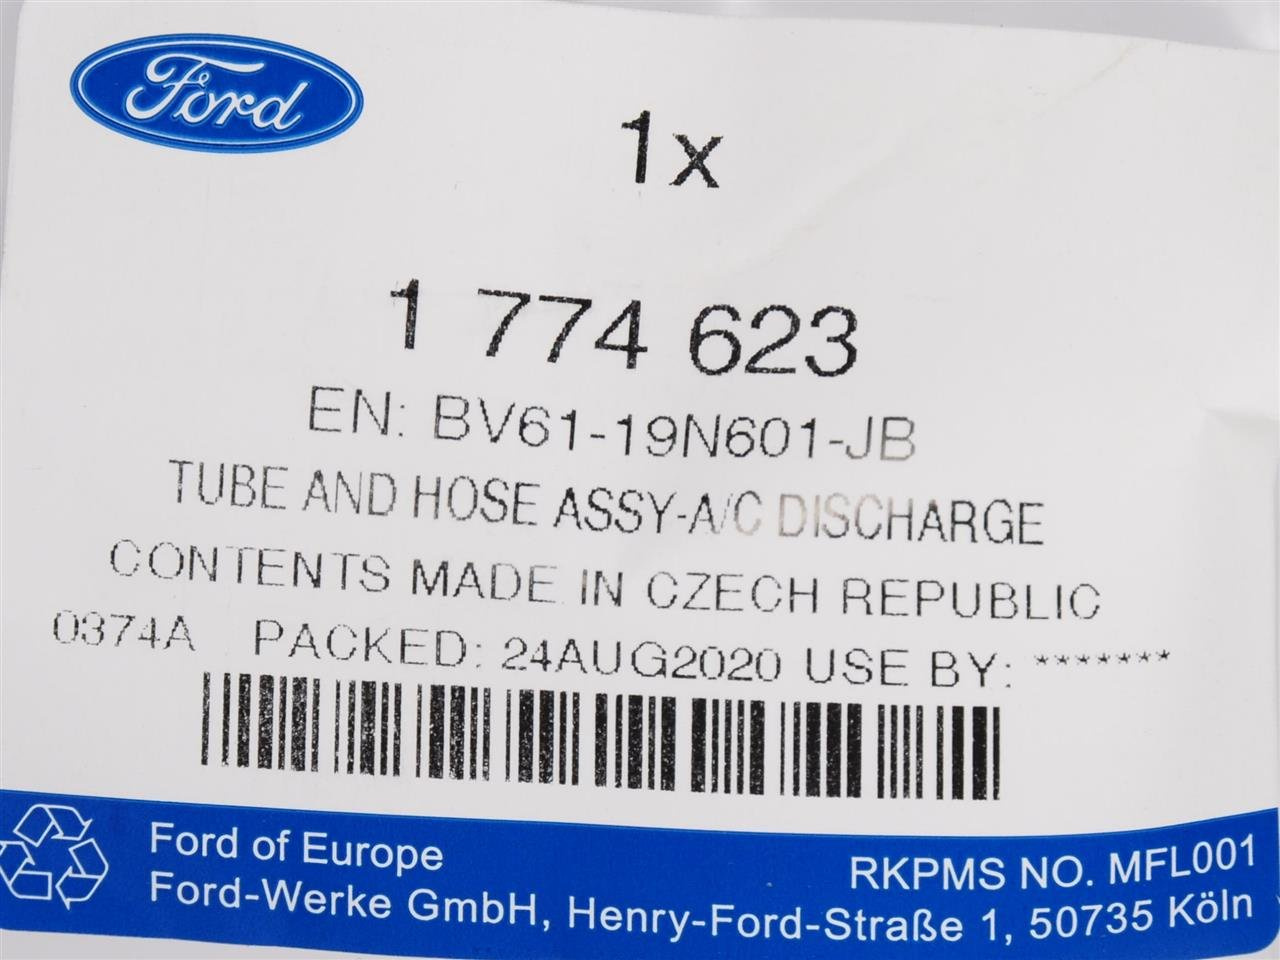 Ford
1x
1 774 623
EN: BV61-19N601-JB
TUBE AND HOSE ASSY-A/C DISCHARGE
CONTENTS MADE IN CZECH REPUBLIC
0374A PACKED: 24AUG2020 USE BY: *******
Ford of Europe
RKPMS NO. MFL001
Ford-Werke GmbH, Henry-Ford-Straße 1, 50735 Köln